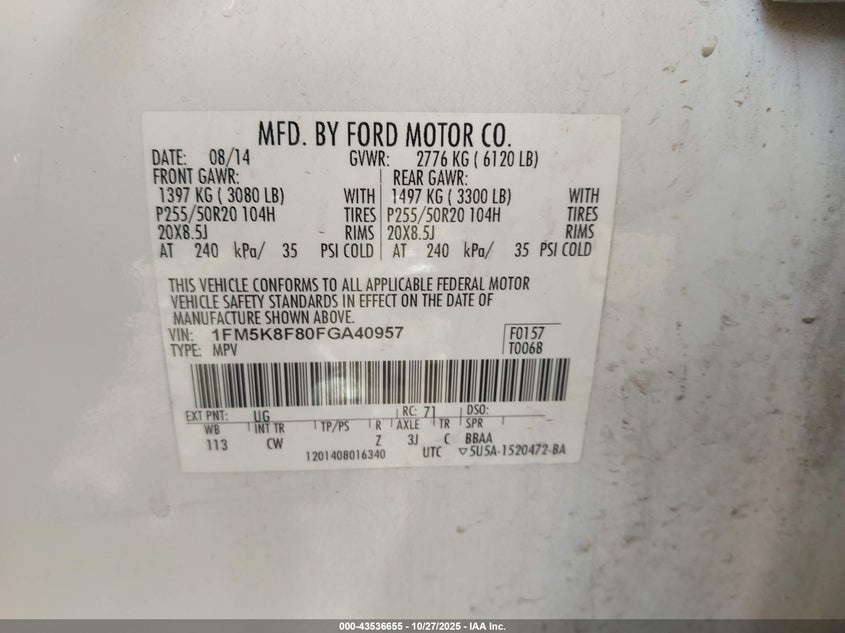 MFD. BY FORD MOTOR CO.
DATE: 08/14 GVWR: 2776 KG ( 6120 LB)
FRONT GAWR: REAR GAWR:
1397 KG ( 3080 LB) WITH 1497 KG ( 3300 LB) WITH
P255/50R20 104H TIRES P255/50R20 104H TIRES
20X8.5J RIMS 20X8.5J RIMS
AT 240 kPa/ 35 PSI COLD AT 240 kPa/ 35 PSI COLD
THIS VEHICLE CONFORMS TO ALL APPLICABLE FEDERAL MOTOR
VEHICLE SAFETY STANDARDS IN EFFECT ON THE DATE OF
MANUFACTURE SHOWN ABOVE.
VIN: 1FM5K8F80FGA40957 F0157
TYPE: MPV T0068
EXT PNT: UG RC: 71 DSO:
WB INT TR TP/PS R AXLE TR SPR
113 CW Z 3J C BBAA
1201408016340 UTC ▽5U5A-1520472-BA
000-43536655 - 10/27/2025 - IAA Inc.